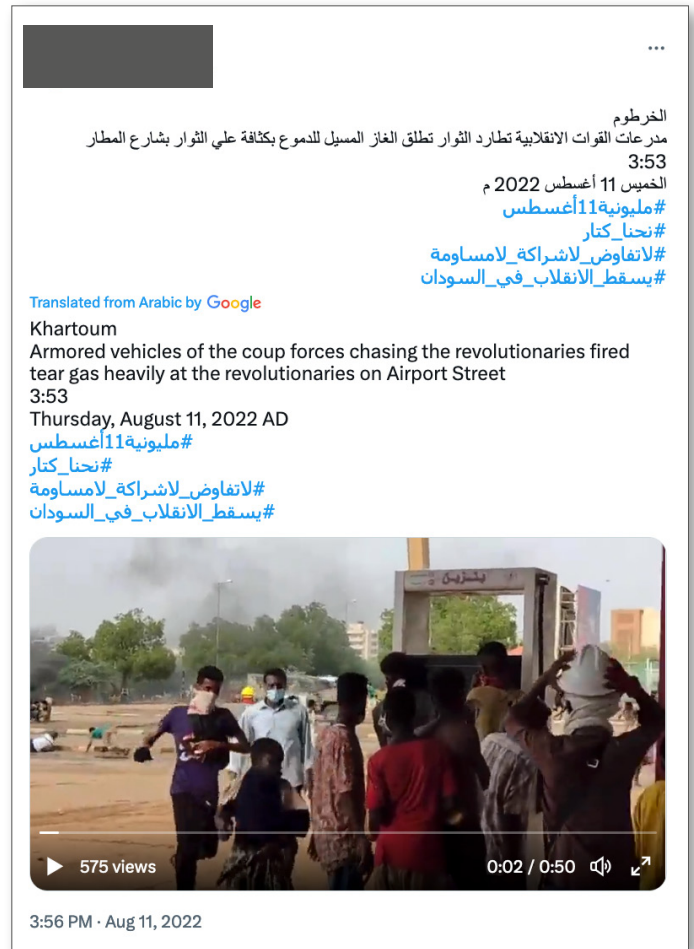 الخرطوم
مدرعات القوات الانقلابية تطارد الثوار تطلق الغاز المسيل للدموع بكثافة علي الثوار بشارع المطار
3:53
الخميس 11 أغسطس 2022 م
#مليونية11أغسطس
#نحنا_كتار
#لاتفاوض_لاشراكة_لامساومة
#يسقط_الانقلاب_في_السودان
Translated from Arabic by Google
Khartoum
Armored vehicles of the coup forces chasing the revolutionaries fired
tear gas heavily at the revolutionaries on Airport Street
3:53
Thursday, August 11, 2022 AD
#مليونية11أغسطس
#نحنا_كتار
#لاتفاوض_لاشراكة_لامساومة
#يسقط_الانقلاب_في_السودان
بنزين
575 views
0:02 / 0:50
3:56 PM · Aug 11, 2022